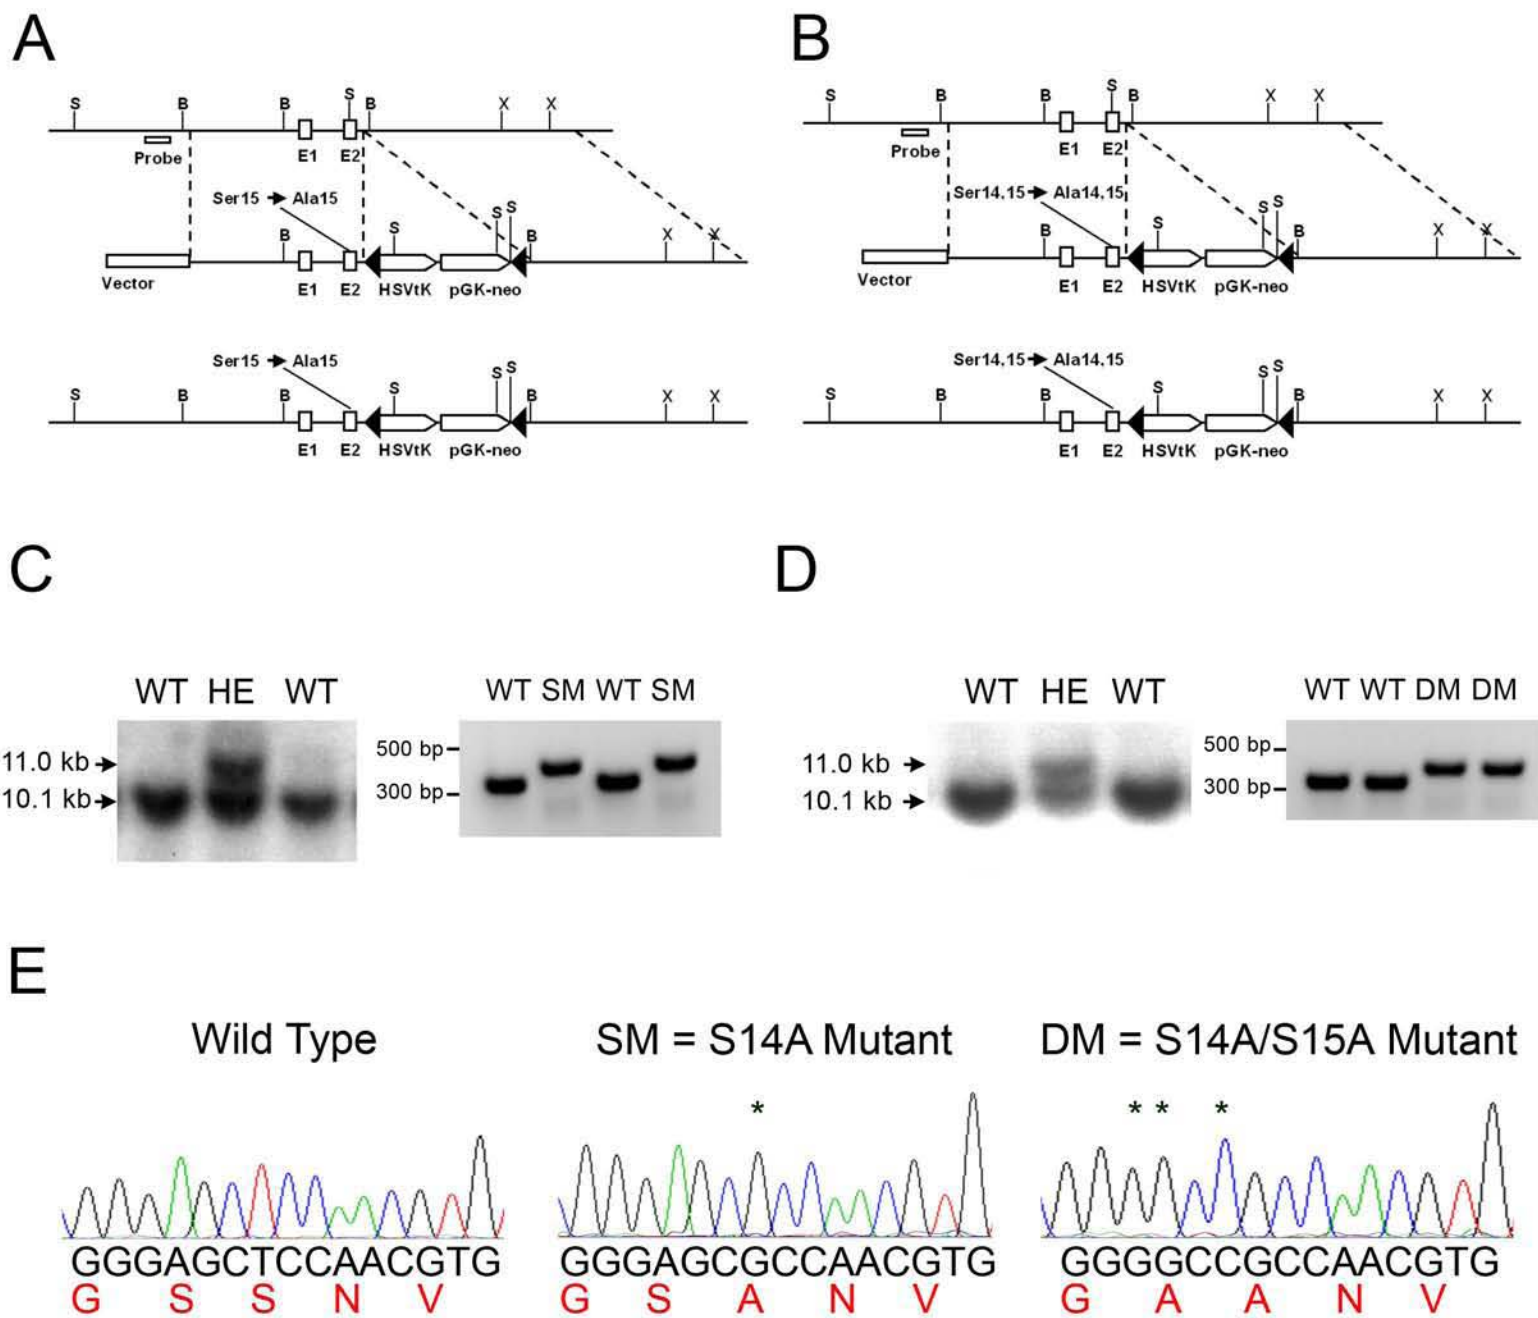 A
B
S B B S B X X
Probe E1 E2
Ser15 Ala15
B S S S B X X
Vector E1 E2 HSVtK pGK-neo
Ser15 Ala15
S B B S S S B X X
E1 E2 HSVtK pGK-neo
S B B S B X X
Probe E1 E2
Ser14,15 Ala14,15
B S S S B X X
Vector E1 E2 HSVtK pGK-neo
Ser14,15 Ala14,15
S B B S S S B X X
E1 E2 HSVtK pGK-neo
C
WT HE WT
11.0 kb
10.1 kb
WT SM WT SM
500 bp
300 bp
D
WT HE WT
11.0 kb
10.1 kb
WT WT DM DM
500 bp
300 bp
E
Wild Type
GGGAGCTCCAACGTG
G S S N V
SM = S14A Mutant
*
GGGAGCGCCAACGTG
G S A N V
DM = S14A/S15A Mutant
* * *
GGGGCCGCCAACGTG
G A A N V